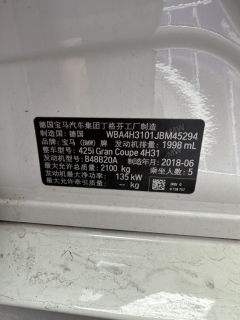 德国宝马汽车集团丁格芬工厂制造
制造国：德国 WBA4H3101JBM45294
品牌：宝马 (BMW) 牌 发动机排量：1998 mL
整车型号：425i Gran Coupe 4H31
发动机型号：B48B20A 制造年月：2018-06
最大允许总质量：2100 kg
发动机最大净功率：135 kW 乘坐人数：5
最大允许牵引质量：— kg